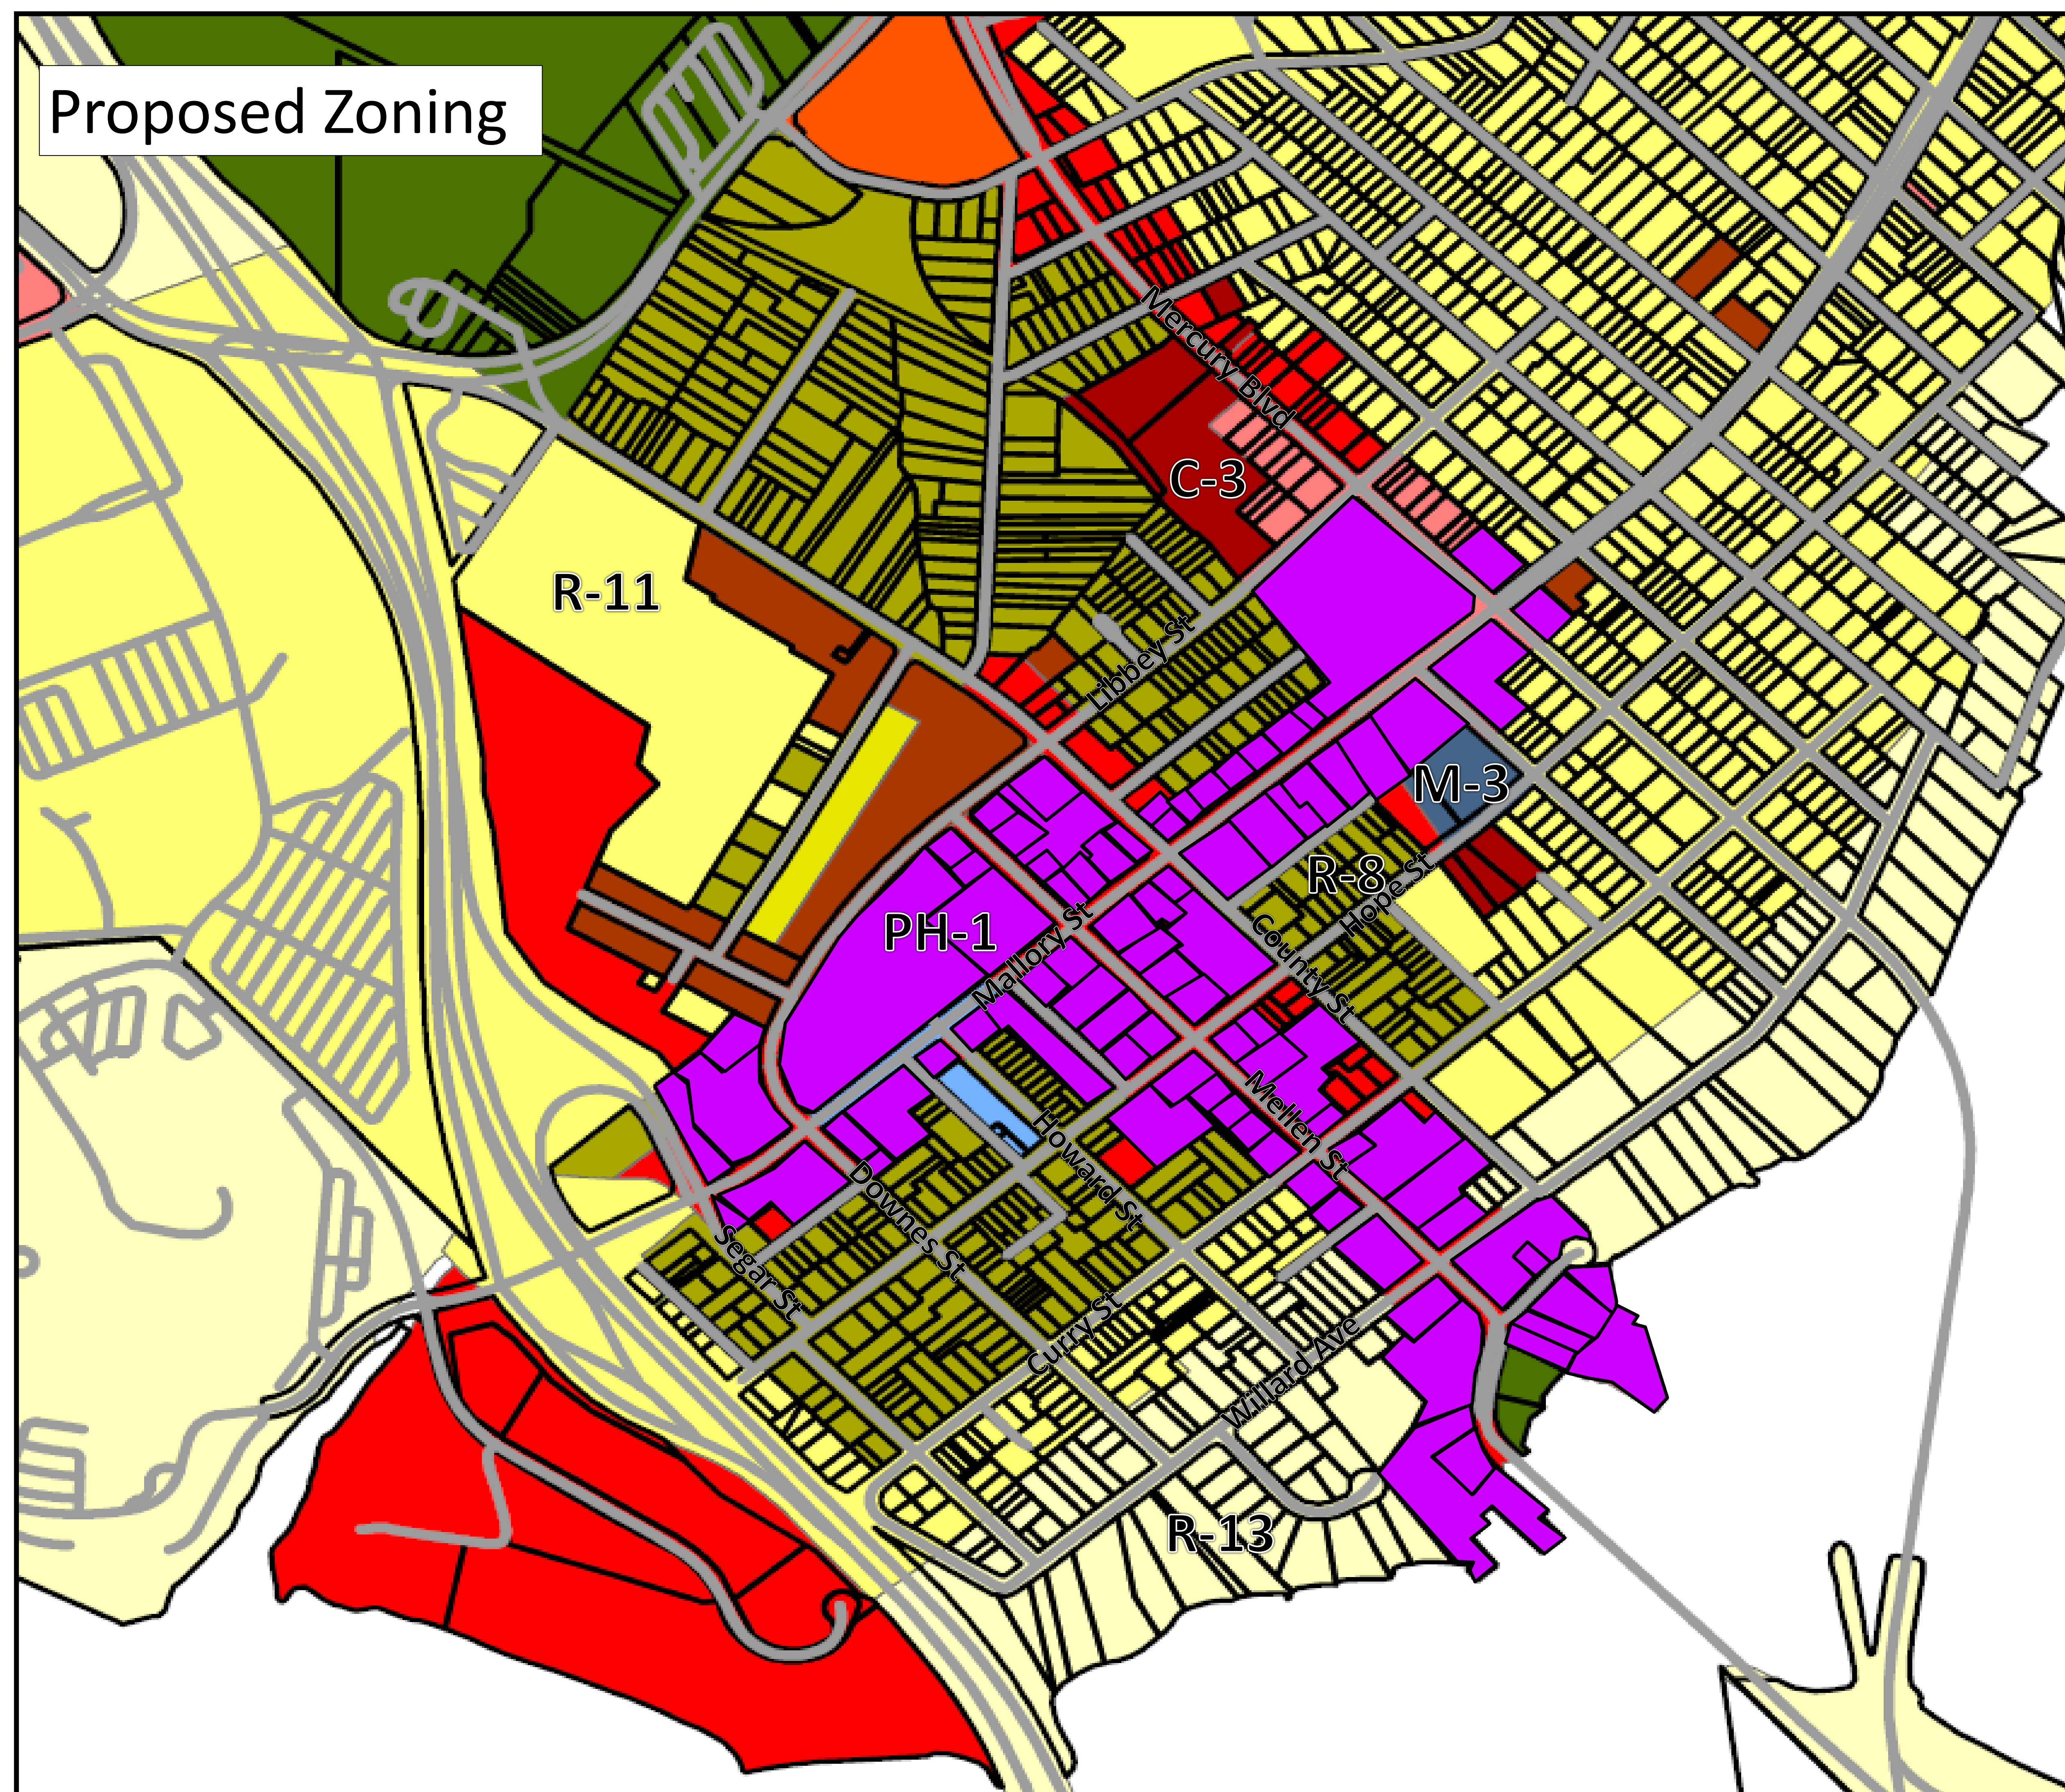 Proposed Zoning
Mercury Blvd
C-3
R-11
Libbey St
M-3
R-8
Hope St
PH-1
Mallory St
County St
Mellen St
Howard St
Downes St
Segar St
Curry St
Willard Ave
R-13